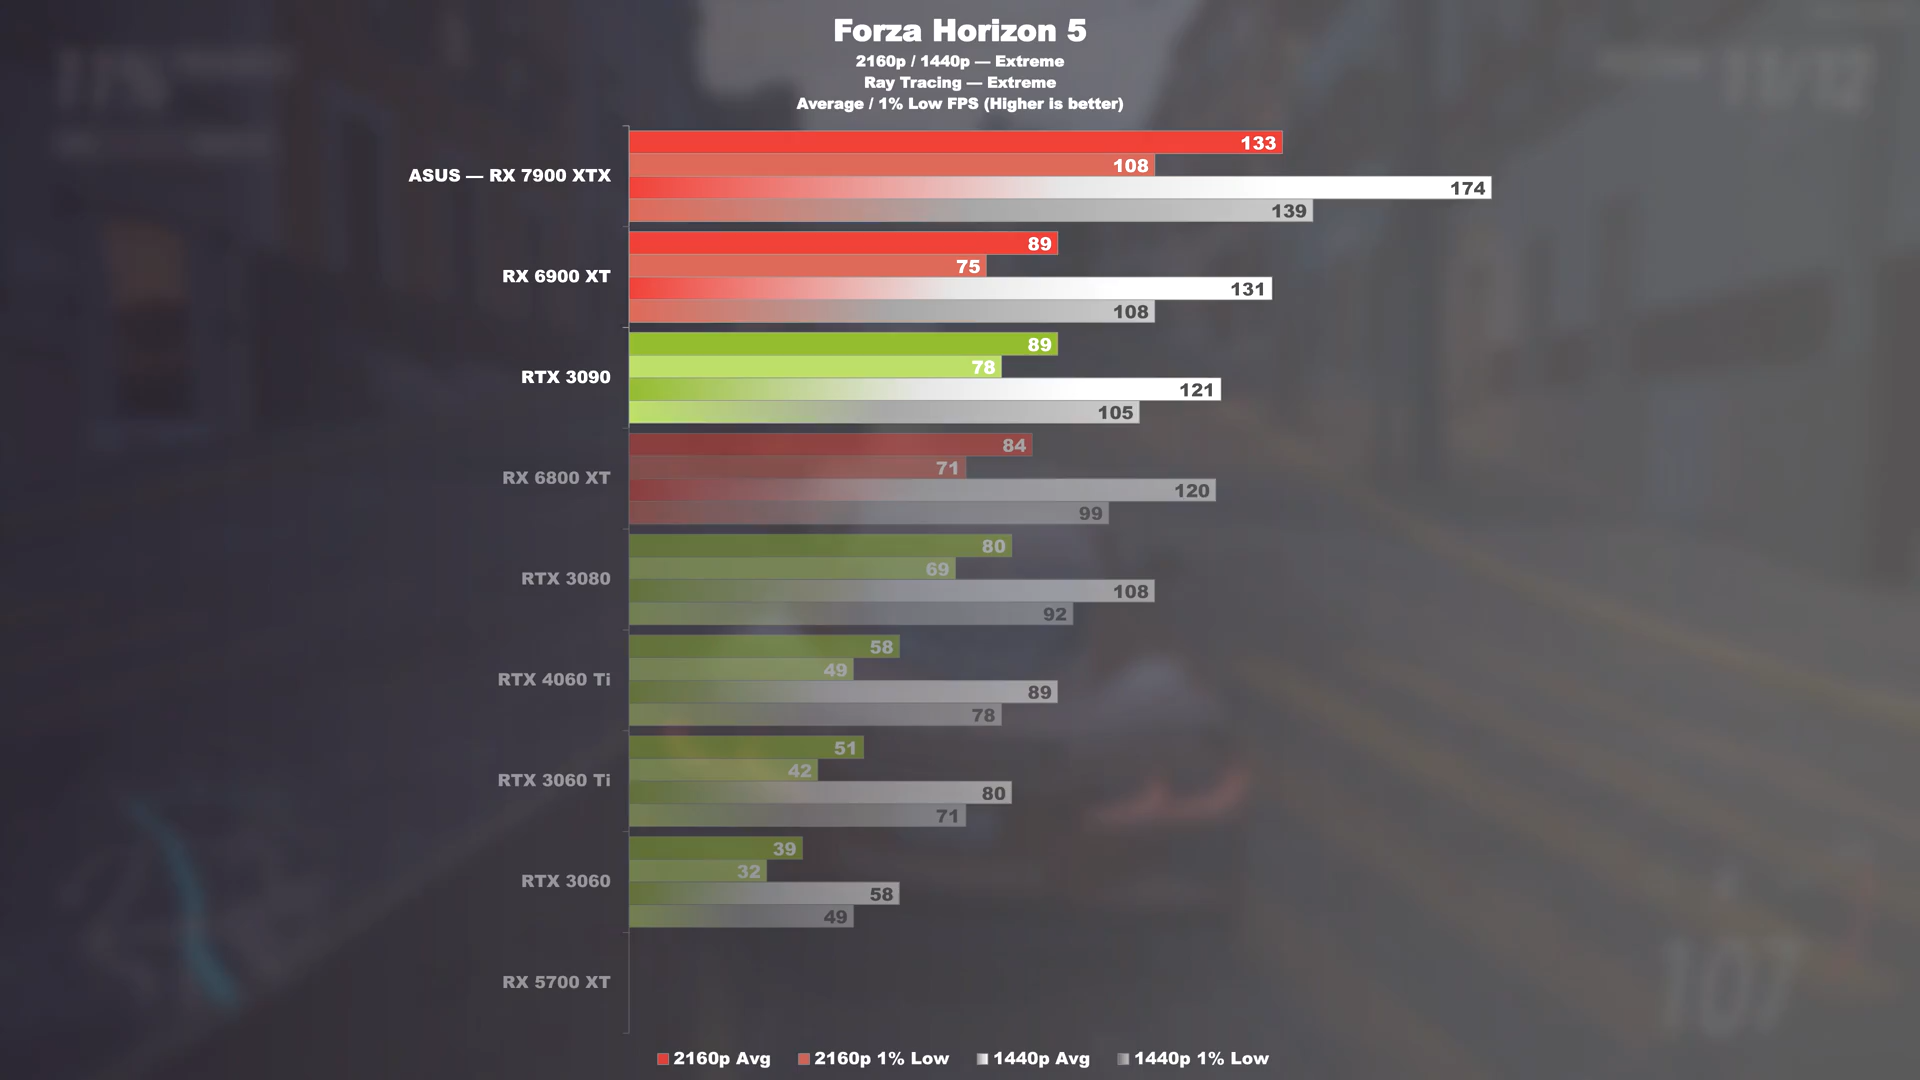 Forza Horizon 5
2160p / 1440p — Extreme
Ray Tracing — Extreme
Average / 1% Low FPS (Higher is better)
ASUS — RX 7900 XTX
133
108
174
139
RX 6900 XT
89
75
131
108
RTX 3090
89
78
121
105
RX 6800 XT
84
71
120
99
RTX 3080
80
69
108
92
RTX 4060 Ti
58
49
89
78
RTX 3060 Ti
51
42
80
71
RTX 3060
39
32
58
49
RX 5700 XT
17%
11/12
107
2160p Avg 2160p 1% Low 1440p Avg 1440p 1% Low